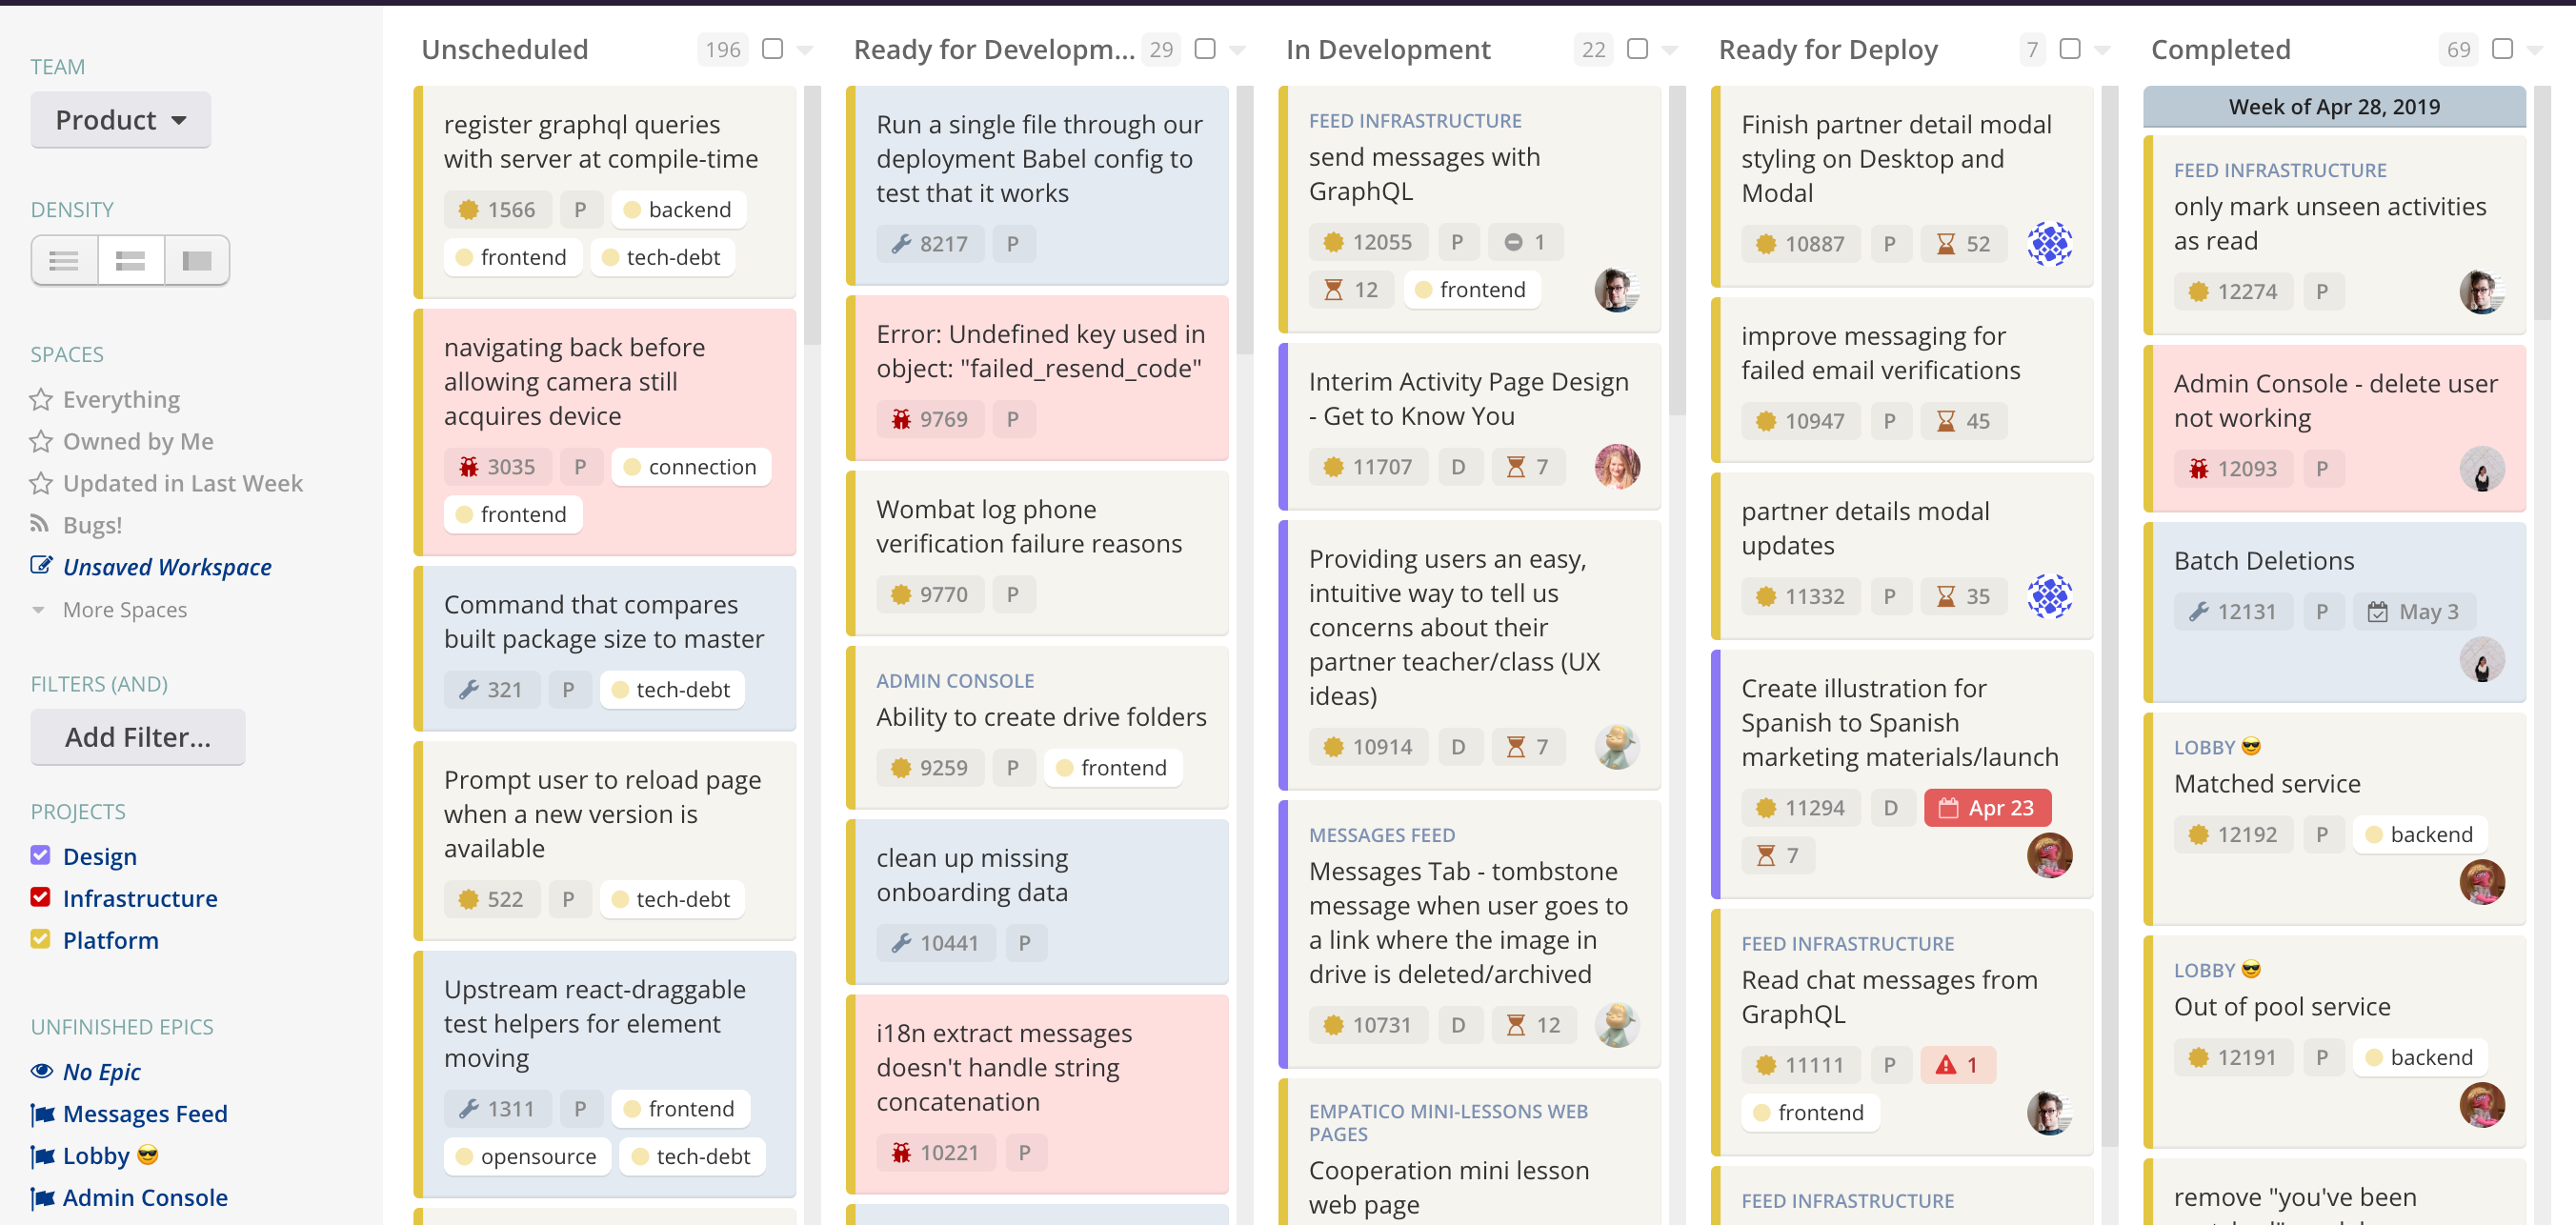 TEAM
Product
DENSITY
SPACES
Everything
Owned by Me
Updated in Last Week
Bugs!
Unsaved Workspace
More Spaces
FILTERS (AND)
Add Filter...
PROJECTS
Design
Infrastructure
Platform
UNFINISHED EPICS
No Epic
Messages Feed
Lobby 😎
Admin Console
Unscheduled 196
register graphql queries
with server at compile-time
1566 P backend
frontend tech-debt
navigating back before
allowing camera still
acquires device
3035 P connection
frontend
Command that compares
built package size to master
321 P tech-debt
Prompt user to reload page
when a new version is
available
522 P tech-debt
Upstream react-draggable
test helpers for element
moving
1311 P frontend
opensource tech-debt
Ready for Developm... 29
Run a single file through our
deployment Babel config to
test that it works
8217 P
Error: Undefined key used in
object: "failed_resend_code"
9769 P
Wombat log phone
verification failure reasons
9770 P
ADMIN CONSOLE
Ability to create drive folders
9259 P frontend
clean up missing
onboarding data
10441 P
i18n extract messages
doesn't handle string
concatenation
10221 P
In Development 22
FEED INFRASTRUCTURE
send messages with
GraphQL
12055 P 1
12 frontend
Interim Activity Page Design
- Get to Know You
11707 D 7
Providing users an easy,
intuitive way to tell us
concerns about their
partner teacher/class (UX
ideas)
10914 D 7
MESSAGES FEED
Messages Tab - tombstone
message when user goes to
a link where the image in
drive is deleted/archived
10731 D 12
EMPATICO MINI-LESSONS WEB
PAGES
Cooperation mini lesson
web page
Ready for Deploy 7
Finish partner detail modal
styling on Desktop and
Modal
10887 P 52
improve messaging for
failed email verifications
10947 P 45
partner details modal
updates
11332 P 35
Create illustration for
Spanish to Spanish
marketing materials/launch
11294 D Apr 23
7
FEED INFRASTRUCTURE
Read chat messages from
GraphQL
11111 P 1
frontend
FEED INFRASTRUCTURE
Completed 69
Week of Apr 28, 2019
FEED INFRASTRUCTURE
only mark unseen activities
as read
12274 P
Admin Console - delete user
not working
12093 P
Batch Deletions
12131 P May 3
LOBBY 😎
Matched service
12192 P backend
LOBBY 😎
Out of pool service
12191 P backend
remove "you've been